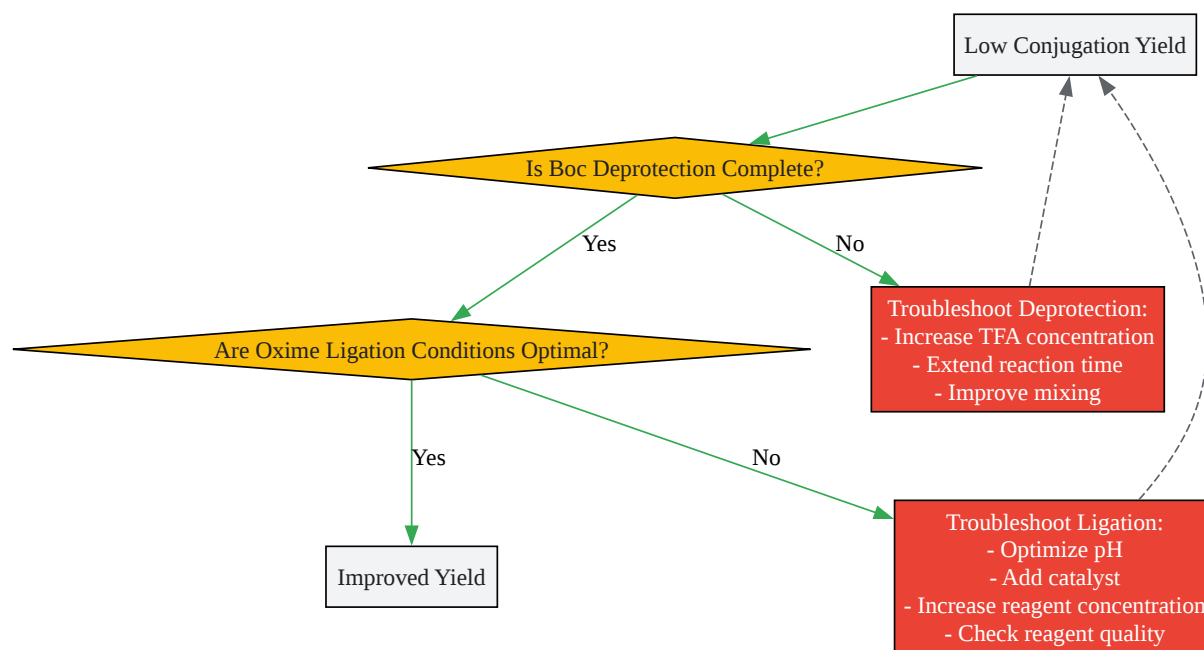 Low Conjugation Yield
Is Boc Deprotection Complete?
Yes
No
Troubleshoot Deprotection:
- Increase TFA concentration
- Extend reaction time
- Improve mixing
Are Oxime Ligation Conditions Optimal?
Yes
No
Troubleshoot Ligation:
- Optimize pH
- Add catalyst
- Increase reagent concentration
- Check reagent quality
Improved Yield